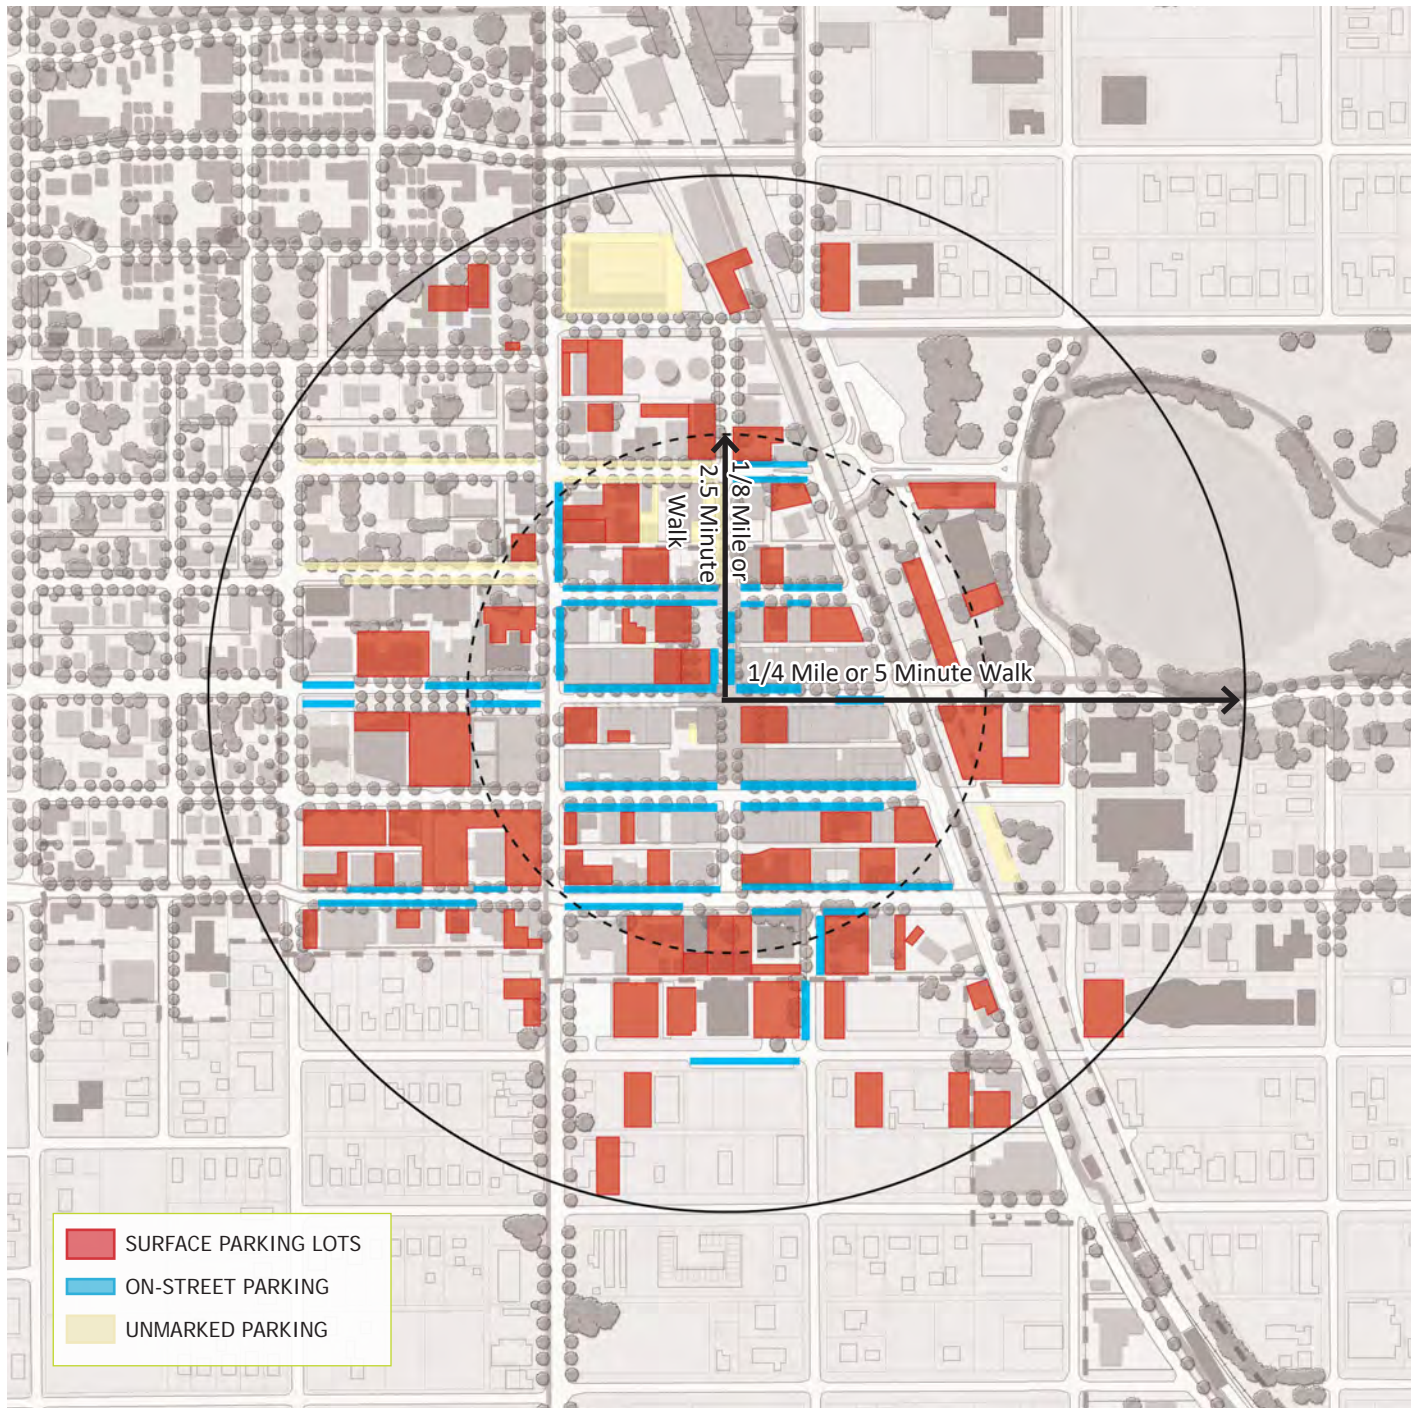 1/8 Mile or
2.5 Minute
Walk
1/4 Mile or 5 Minute Walk
SURFACE PARKING LOTS
ON-STREET PARKING
UNMARKED PARKING